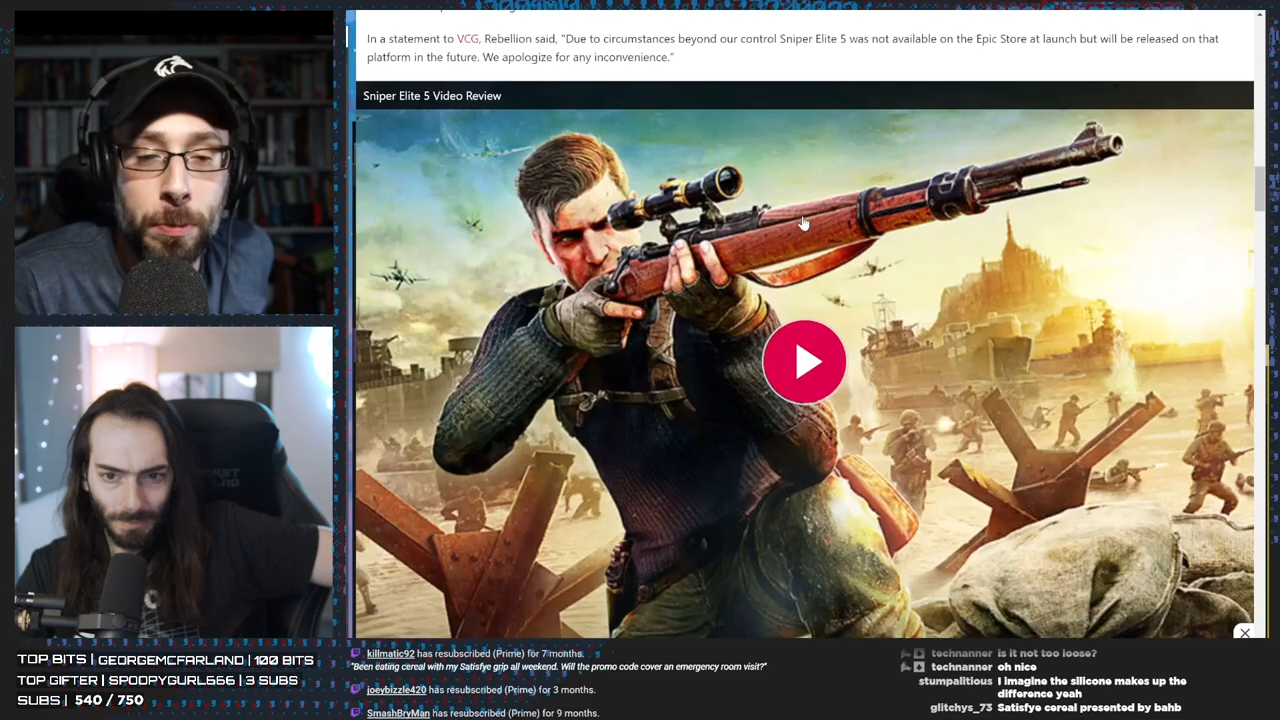 In a statement to VCG, Rebellion said, "Due to circumstances beyond our control Sniper Elite 5 was not available on the Epic Store at launch but will be released on that
platform in the future. We apologize for any inconvenience."
Sniper Elite 5 Video Review
TOP BITS | GEORGEMCFARLAND | 100 BITS
TOP GIFTER | SPOOPYGURL666 | 3 SUBS
SUBS | 540 / 750
killmatic92 has resubscribed (Prime) for 7 months.
"Been eating cereal with my Satisfye grip all weekend. Will the promo code cover an emergency room visit?"
joeybizzle420 has resubscribed (Prime) for 3 months.
SmashBryMan has resubscribed (Prime) for 9 months.
technanner is it not too loose?
technanner oh nice
stumpalitious I imagine the silicone makes up the
difference yeah
glitchys_73 Satisfye cereal presented by bahb